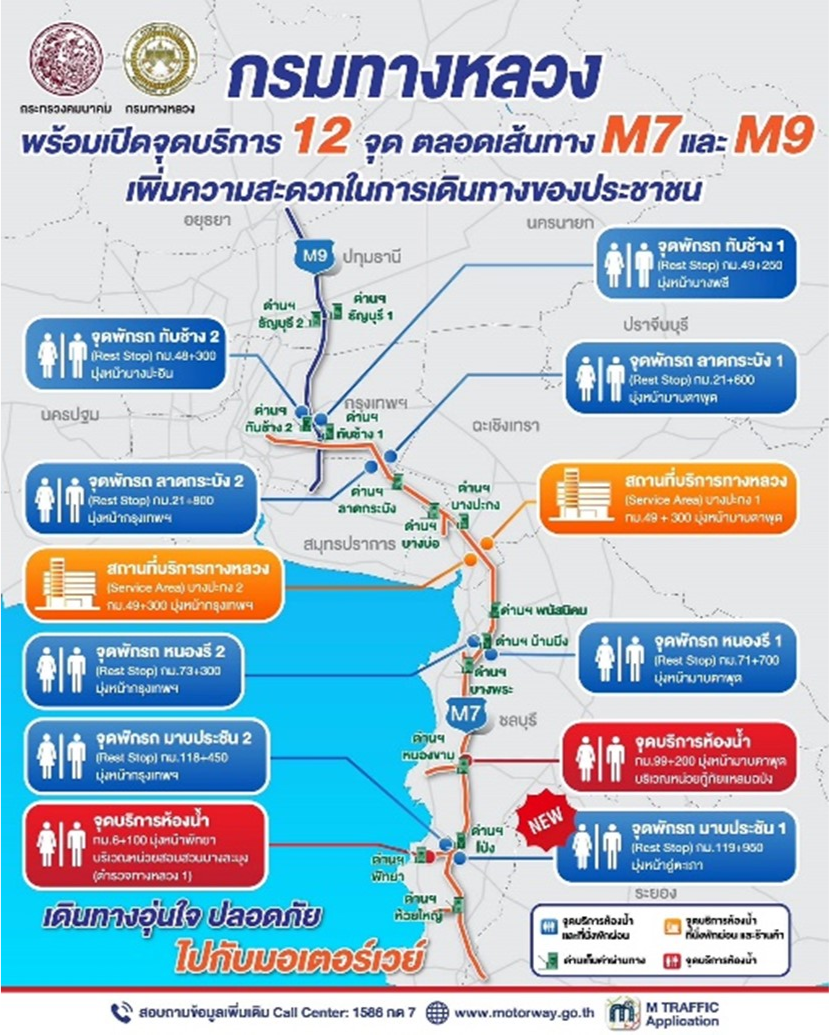 กระทรวงคมนาคม
กรมทางหลวง
กรมทางหลวง
พร้อมเปิดจุดบริการ 12 จุด ตลอดเส้นทาง M7 และ M9
เพิ่มความสะดวกในการเดินทางของประชาชน
อยุธยา
นครนายก
M9
ปทุมธานี
จุดพักรถ ทับช้าง 1
(Rest Stop) กม.49+250
มุ่งหน้าบางพลี
ด่านฯ
ธัญบุรี 2
ด่านฯ
ธัญบุรี 1
ปราจีนบุรี
จุดพักรถ ทับช้าง 2
(Rest Stop) กม.48+300
มุ่งหน้าบางปะอิน
จุดพักรถ ลาดกระบัง 1
(Rest Stop) กม.21+600
มุ่งหน้ามาบตาพุด
นครปฐม
กรุงเทพฯ
ด่านฯ
ทับช้าง 2
ด่านฯ
ทับช้าง 1
ฉะเชิงเทรา
จุดพักรถ ลาดกระบัง 2
(Rest Stop) กม.21+800
มุ่งหน้ากรุงเทพฯ
ด่านฯ
ลาดกระบัง
ด่านฯ
บางปะกง
ด่านฯ
บางบ่อ
สถานที่บริการทางหลวง
(Service Area) บางปะกง 1
กม.49 + 300 มุ่งหน้ามาบตาพุด
สมุทรปราการ
สถานที่บริการทางหลวง
(Service Area) บางปะกง 2
กม.49+300 มุ่งหน้ากรุงเทพฯ
ด่านฯ พนัสนิคม
ด่านฯ บ้านบึง
จุดพักรถ หนองรี 2
(Rest Stop) กม.73+300
มุ่งหน้ากรุงเทพฯ
จุดพักรถ หนองรี 1
(Rest Stop) กม.71+700
มุ่งหน้ามาบตาพุด
ด่านฯ
บางพระ
M7
ชลบุรี
จุดพักรถ มาบประชัน 2
(Rest Stop) กม.118+450
มุ่งหน้ากรุงเทพฯ
ด่านฯ
หนองขาม
จุดบริการห้องน้ำ
กม.99+200 มุ่งหน้ามาบตาพุด
บริเวณหน่วยกู้ภัยแหลมฉบัง
จุดบริการห้องน้ำ
กม.6+100 มุ่งหน้าพัทยา
บริเวณหน่วยสอบสวนบางละมุง
(ตำรวจทางหลวง 1)
ด่านฯ
โป่ง
NEW
จุดพักรถ มาบประชัน 1
(Rest Stop) กม.119+950
มุ่งหน้าอู่ตะเภา
ด่านฯ
พัทยา
ด่านฯ
ห้วยใหญ่
ระยอง
เดินทางอุ่นใจ ปลอดภัย
ไปกับมอเตอร์เวย์
จุดบริการห้องน้ำ
และที่นั่งพักผ่อน
จุดบริการห้องน้ำ
ที่นั่งพักผ่อน และร้านค้า
ด่านเก็บค่าผ่านทาง
จุดบริการห้องน้ำ
สอบถามข้อมูลเพิ่มเติม Call Center: 1586 กด 7
www.motorway.go.th
M TRAFFIC
Application